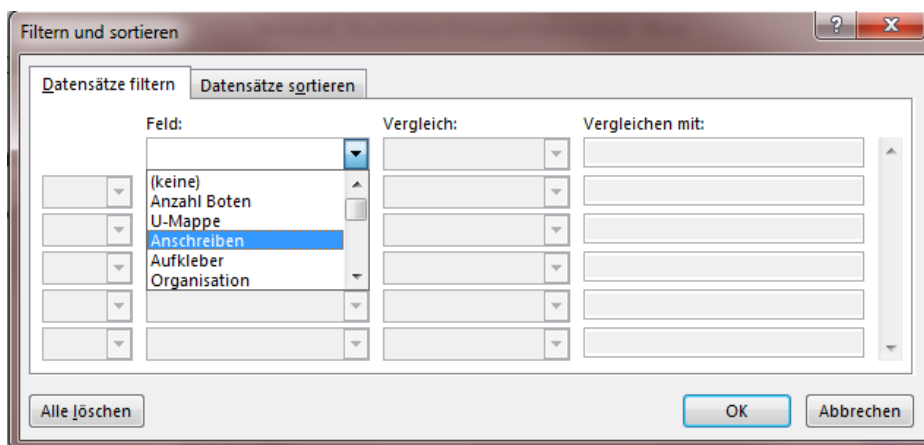 Filtern und sortieren
Datensätze filtern Datensätze sortieren
Feld: Vergleich: Vergleichen mit:
(keine)
Anzahl Boten
U-Mappe
Anschreiben
Aufkleber
Organisation
Alle löschen OK Abbrechen